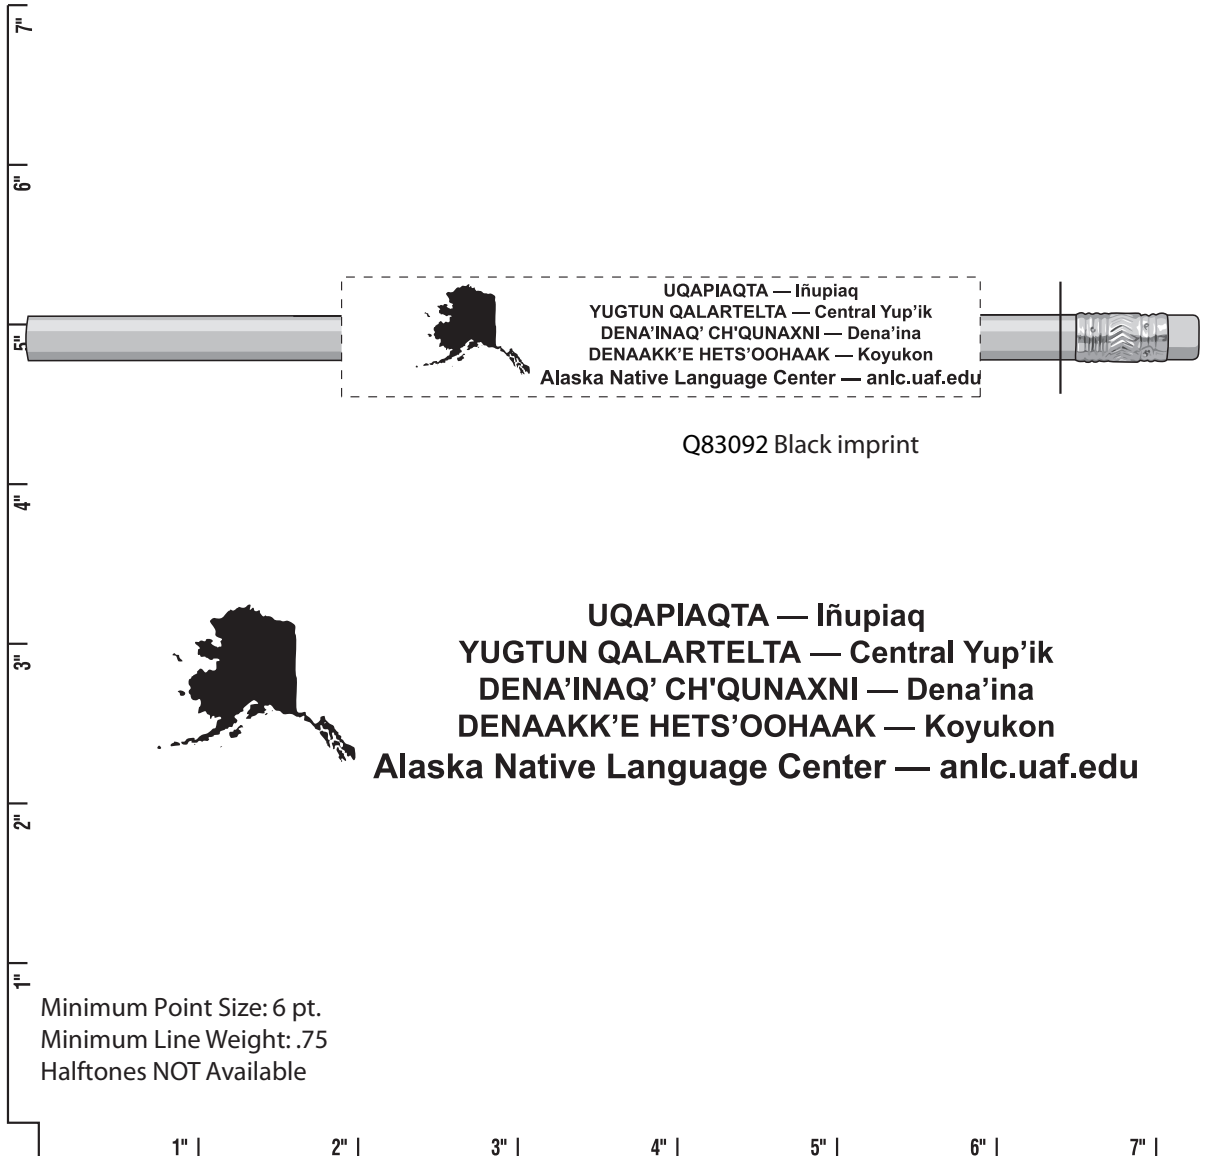 7"
6"
5"
UQAPIAQTA — Iñupiaq
YUGTUN QALARTELTA — Central Yup’ik
DENA’INAQ’ CH'QUNAXNI — Dena’ina
DENAAKK’E HETS’OOHAAK — Koyukon
Alaska Native Language Center — anlc.uaf.edu
Q83092 Black imprint
4"
UQAPIAQTA — Iñupiaq
YUGTUN QALARTELTA — Central Yup’ik
DENA’INAQ’ CH'QUNAXNI — Dena’ina
DENAAKK’E HETS’OOHAAK — Koyukon
Alaska Native Language Center — anlc.uaf.edu
3"
2"
1"
Minimum Point Size: 6 pt.
Minimum Line Weight: .75
Halftones NOT Available
1" 2" 3" 4" 5" 6" 7"